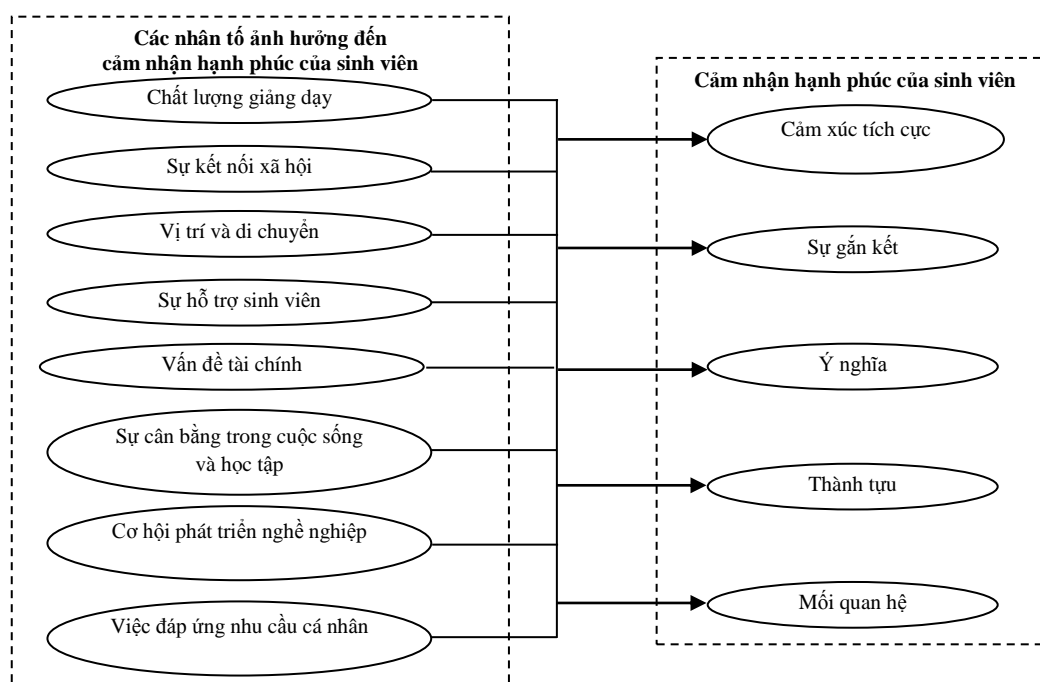 Các nhân tố ảnh hưởng đến
cảm nhận hạnh phúc của sinh viên
Chất lượng giảng dạy
Sự kết nối xã hội
Vị trí và di chuyển
Sự hỗ trợ sinh viên
Vấn đề tài chính
Sự cân bằng trong cuộc sống
và học tập
Cơ hội phát triển nghề nghiệp
Việc đáp ứng nhu cầu cá nhân
Cảm nhận hạnh phúc của sinh viên
Cảm xúc tích cực
Sự gắn kết
Ý nghĩa
Thành tựu
Mối quan hệ